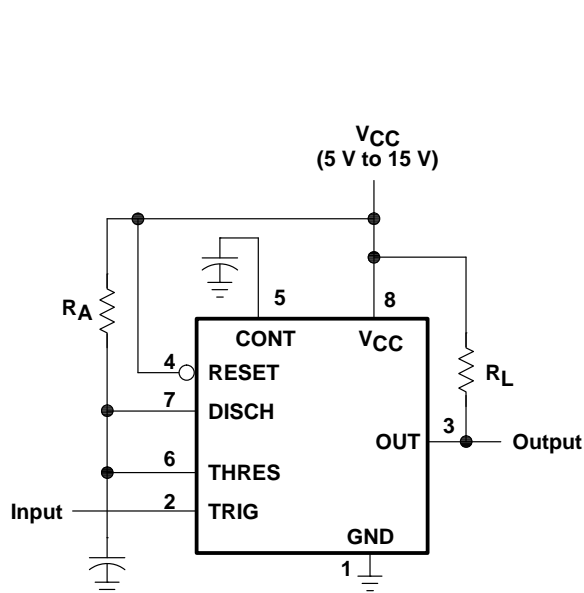 VCC
(5 V to 15 V)
5
8
RA
CONT
VCC
4
RESET
RL
7
DISCH
3
OUT
Output
6
THRES
Input
2
TRIG
GND
1